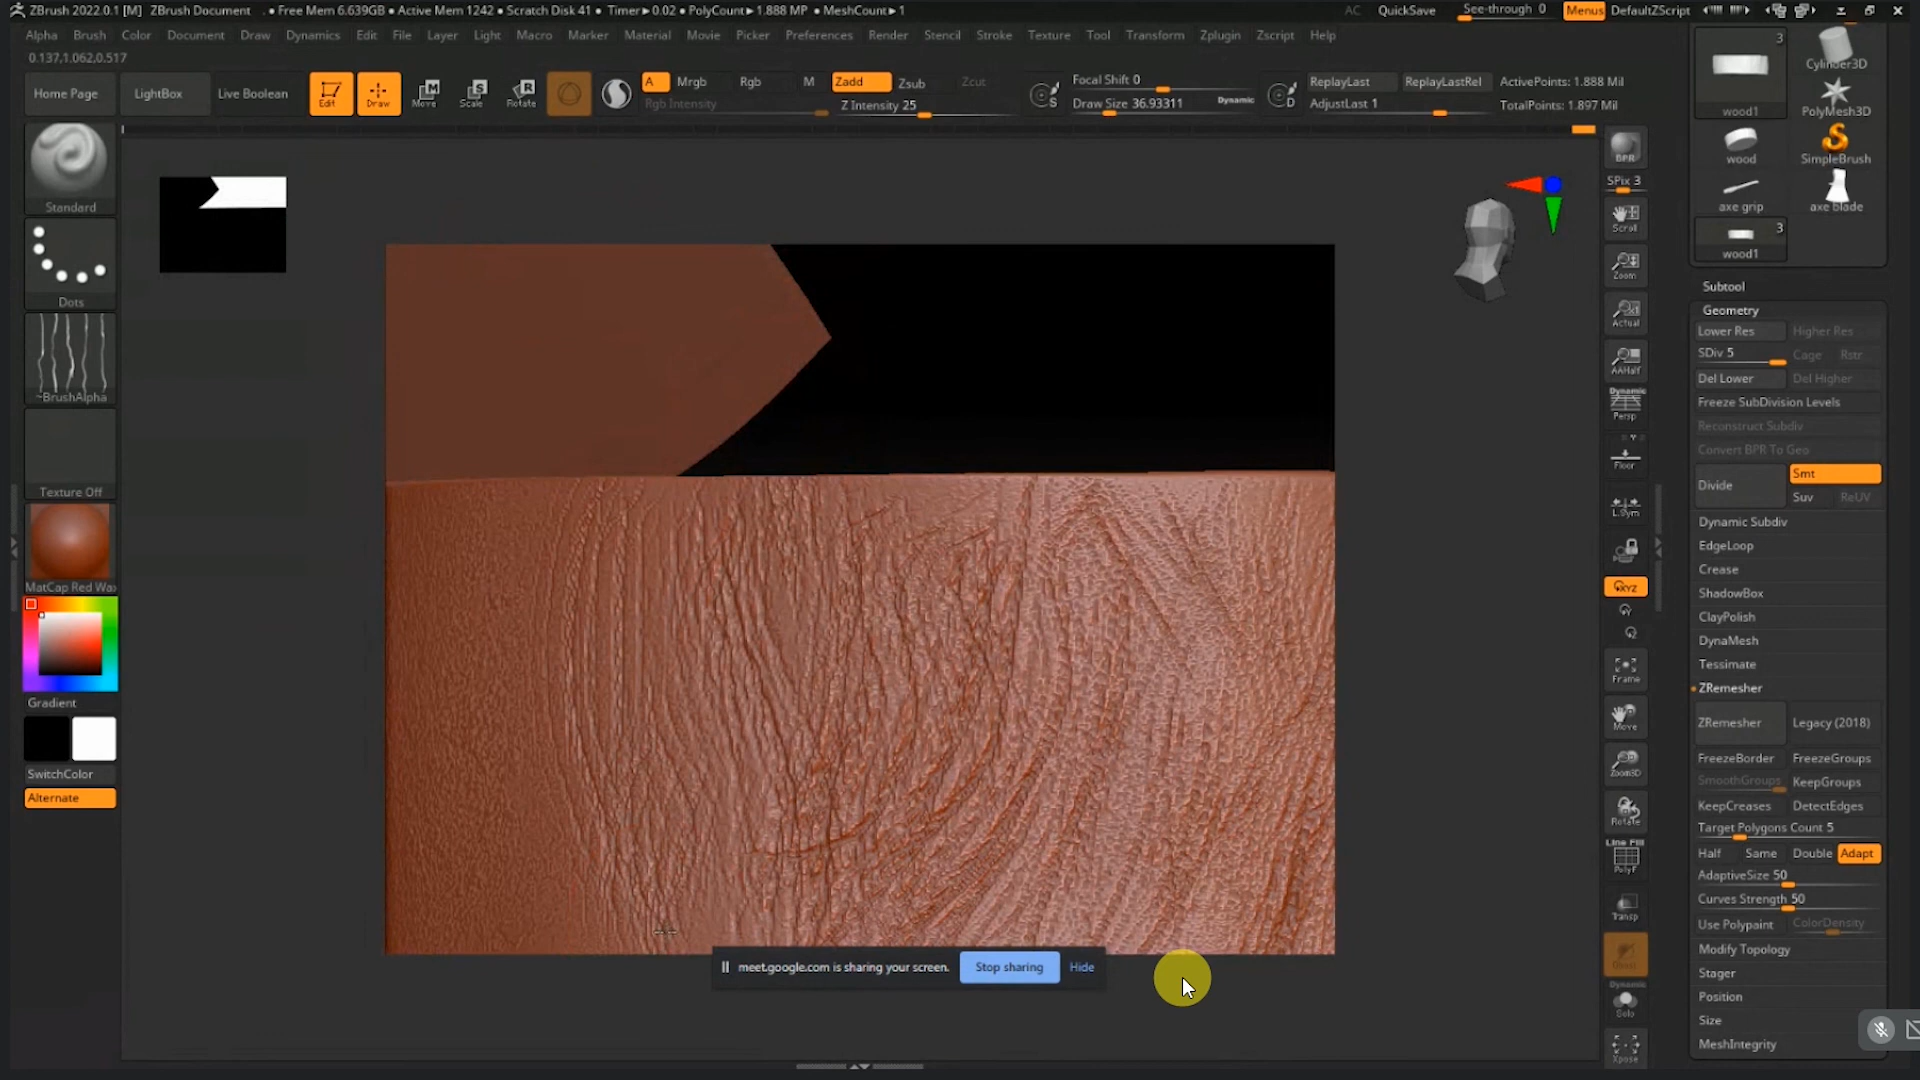 ZBrush 2022.0.1 [M] ZBrush Document . • Free Mem 6.639GB • Active Mem 1242 • Scratch Disk 41 • Timer▸0.02 • PolyCount▸1.888 MP • MeshCount▸1 AC QuickSave See-through 0 Menus DefaultZScript
Alpha Brush Color Document Draw Dynamics Edit File Layer Light Macro Marker Material Movie Picker Preferences Render Stencil Stroke Texture Tool Transform Zplugin Zscript Help
0.137,1.062,0.517
Home Page LightBox Live Boolean Edit Draw Move Scale Rotate
A Mrgb Rgb M Zadd Zsub Zcut
Rgb Intensity Z Intensity 25
Focal Shift 0
Draw Size 36.93311 Dynamic
ReplayLast ReplayLastRel ActivePoints: 1.888 Mil
AdjustLast 1 TotalPoints: 1.897 Mil
Standard
Dots
~BrushAlpha
Texture Off
MatCap Red Wax
Gradient
SwitchColor
Alternate
BPR
SPix 3
Scroll
Zoom
Actual
AAHalf
Dynamic
Persp
Floor
L.Sym
XYZ
Frame
Move
Zoom3D
Rotate
Line Fill
PolyF
Transp
Dynamic
Solo
Xpose
3
wood1
Cylinder3D
PolyMesh3D
wood
SimpleBrush
axe grip
axe blade
3
wood1
Subtool
Geometry
Lower Res Higher Res
SDiv 5 Cage Rstr
Del Lower Del Higher
Freeze SubDivision Levels
Reconstruct Subdiv
Convert BPR To Geo
Divide Smt
Suv ReUV
Dynamic Subdiv
EdgeLoop
Crease
ShadowBox
ClayPolish
DynaMesh
Tessimate
ZRemesher
ZRemesher Legacy (2018)
FreezeBorder FreezeGroups
SmoothGroups KeepGroups
KeepCreases DetectEdges
Target Polygons Count 5
Half Same Double Adapt
AdaptiveSize 50
Curves Strength 50
Use Polypaint ColorDensity
Modify Topology
Stager
Position
Size
MeshIntegrity
meet.google.com is sharing your screen. Stop sharing Hide